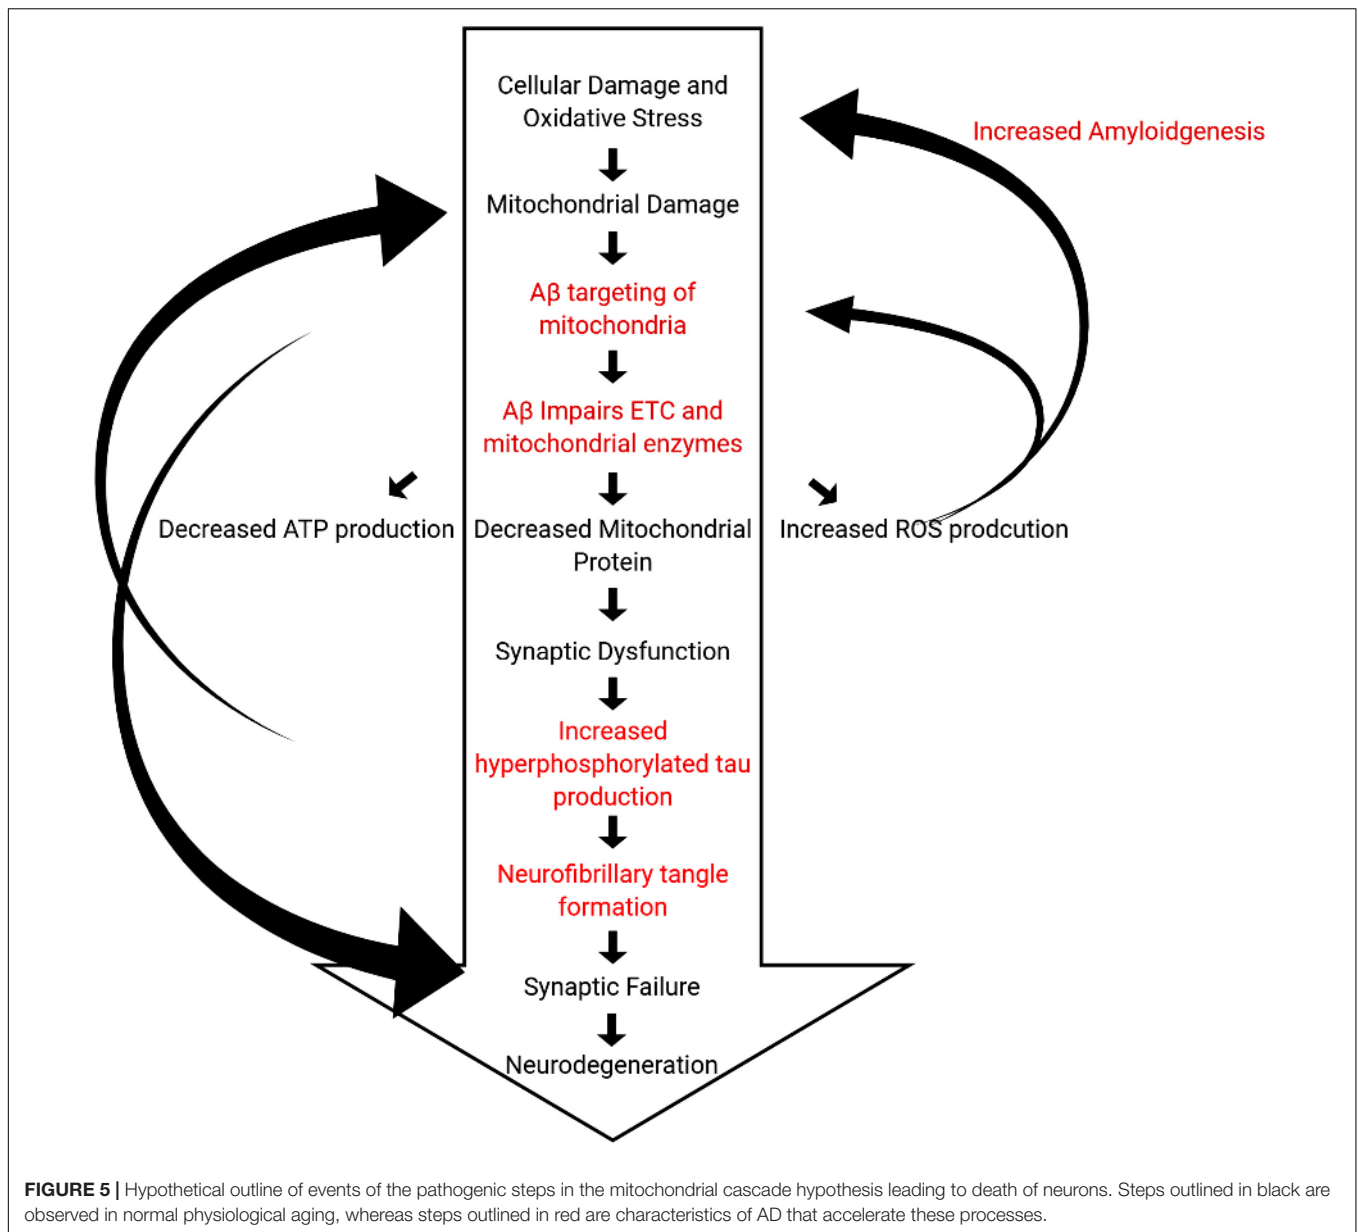 Cellular Damage and
Oxidative Stress
Increased Amyloidgenesis
Mitochondrial Damage
Aβ targeting of
mitochondria
Aβ Impairs ETC and
mitochondrial enzymes
Decreased ATP production
Decreased Mitochondrial
Protein
Increased ROS prodcution
Synaptic Dysfunction
Increased
hyperphosphorylated tau
production
Neurofibrillary tangle
formation
Synaptic Failure
Neurodegeneration
FIGURE 5 | Hypothetical outline of events of the pathogenic steps in the mitochondrial cascade hypothesis leading to death of neurons. Steps outlined in black are
observed in normal physiological aging, whereas steps outlined in red are characteristics of AD that accelerate these processes.